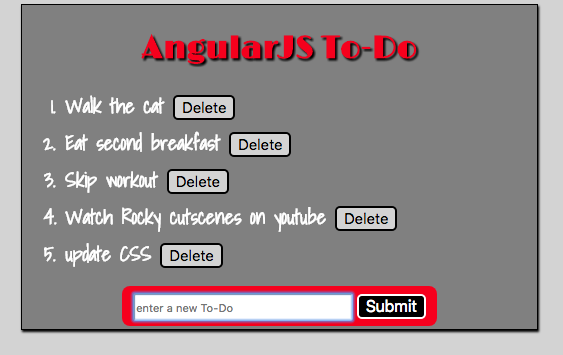 AngularJS To-Do
1. Walk the cat Delete
2. Eat second breakfast Delete
3. Skip workout Delete
4. Watch Rocky cutscenes on youtube Delete
5. update CSS Delete
enter a new To-Do Submit